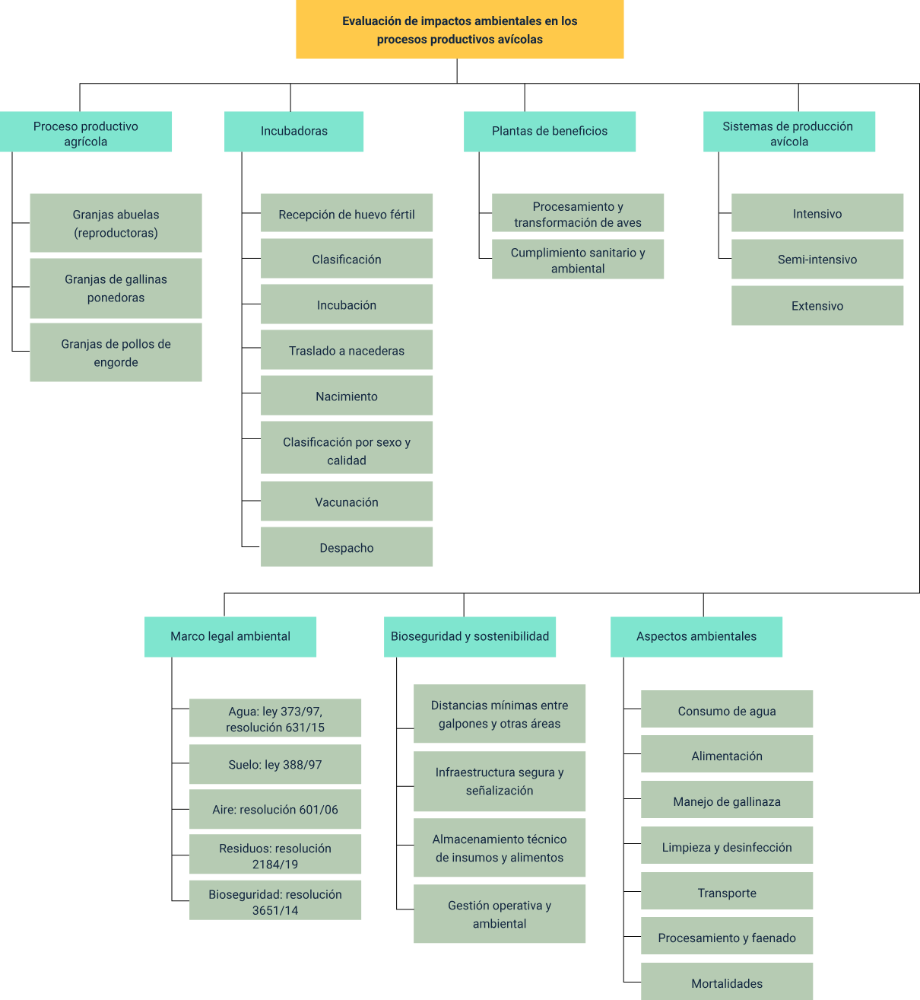 Evaluación de impactos ambientales en los
procesos productivos avícolas
Proceso productivo
agrícola
Granjas abuelas
(reproductoras)
Granjas de gallinas
ponedoras
Granjas de pollos de
engorde
Incubadoras
Recepción de huevo fértil
Clasificación
Incubación
Traslado a nacederas
Nacimiento
Clasificación por sexo y
calidad
Vacunación
Despacho
Plantas de beneficios
Procesamiento y
transformación de aves
Cumplimiento sanitario y
ambiental
Sistemas de producción
avícola
Intensivo
Semi-intensivo
Extensivo
Marco legal ambiental
Agua: ley 373/97,
resolución 631/15
Suelo: ley 388/97
Aire: resolución 601/06
Residuos: resolución
2184/19
Bioseguridad: resolución
3651/14
Bioseguridad y sostenibilidad
Distancias mínimas entre
galpones y otras áreas
Infraestructura segura y
señalización
Almacenamiento técnico
de insumos y alimentos
Gestión operativa y
ambiental
Aspectos ambientales
Consumo de agua
Alimentación
Manejo de gallinaza
Limpieza y desinfección
Transporte
Procesamiento y faenado
Mortalidades